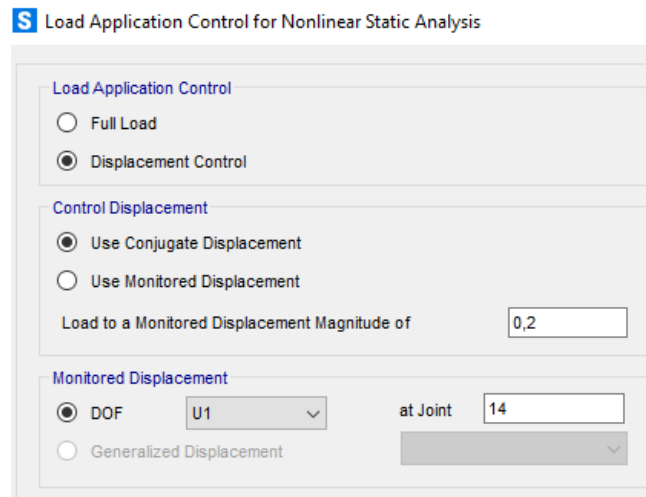 S Load Application Control for Nonlinear Static Analysis
Load Application Control
Full Load
Displacement Control
Control Displacement
Use Conjugate Displacement
Use Monitored Displacement
Load to a Monitored Displacement Magnitude of 0,2
Monitored Displacement
DOF U1 at Joint 14
Generalized Displacement